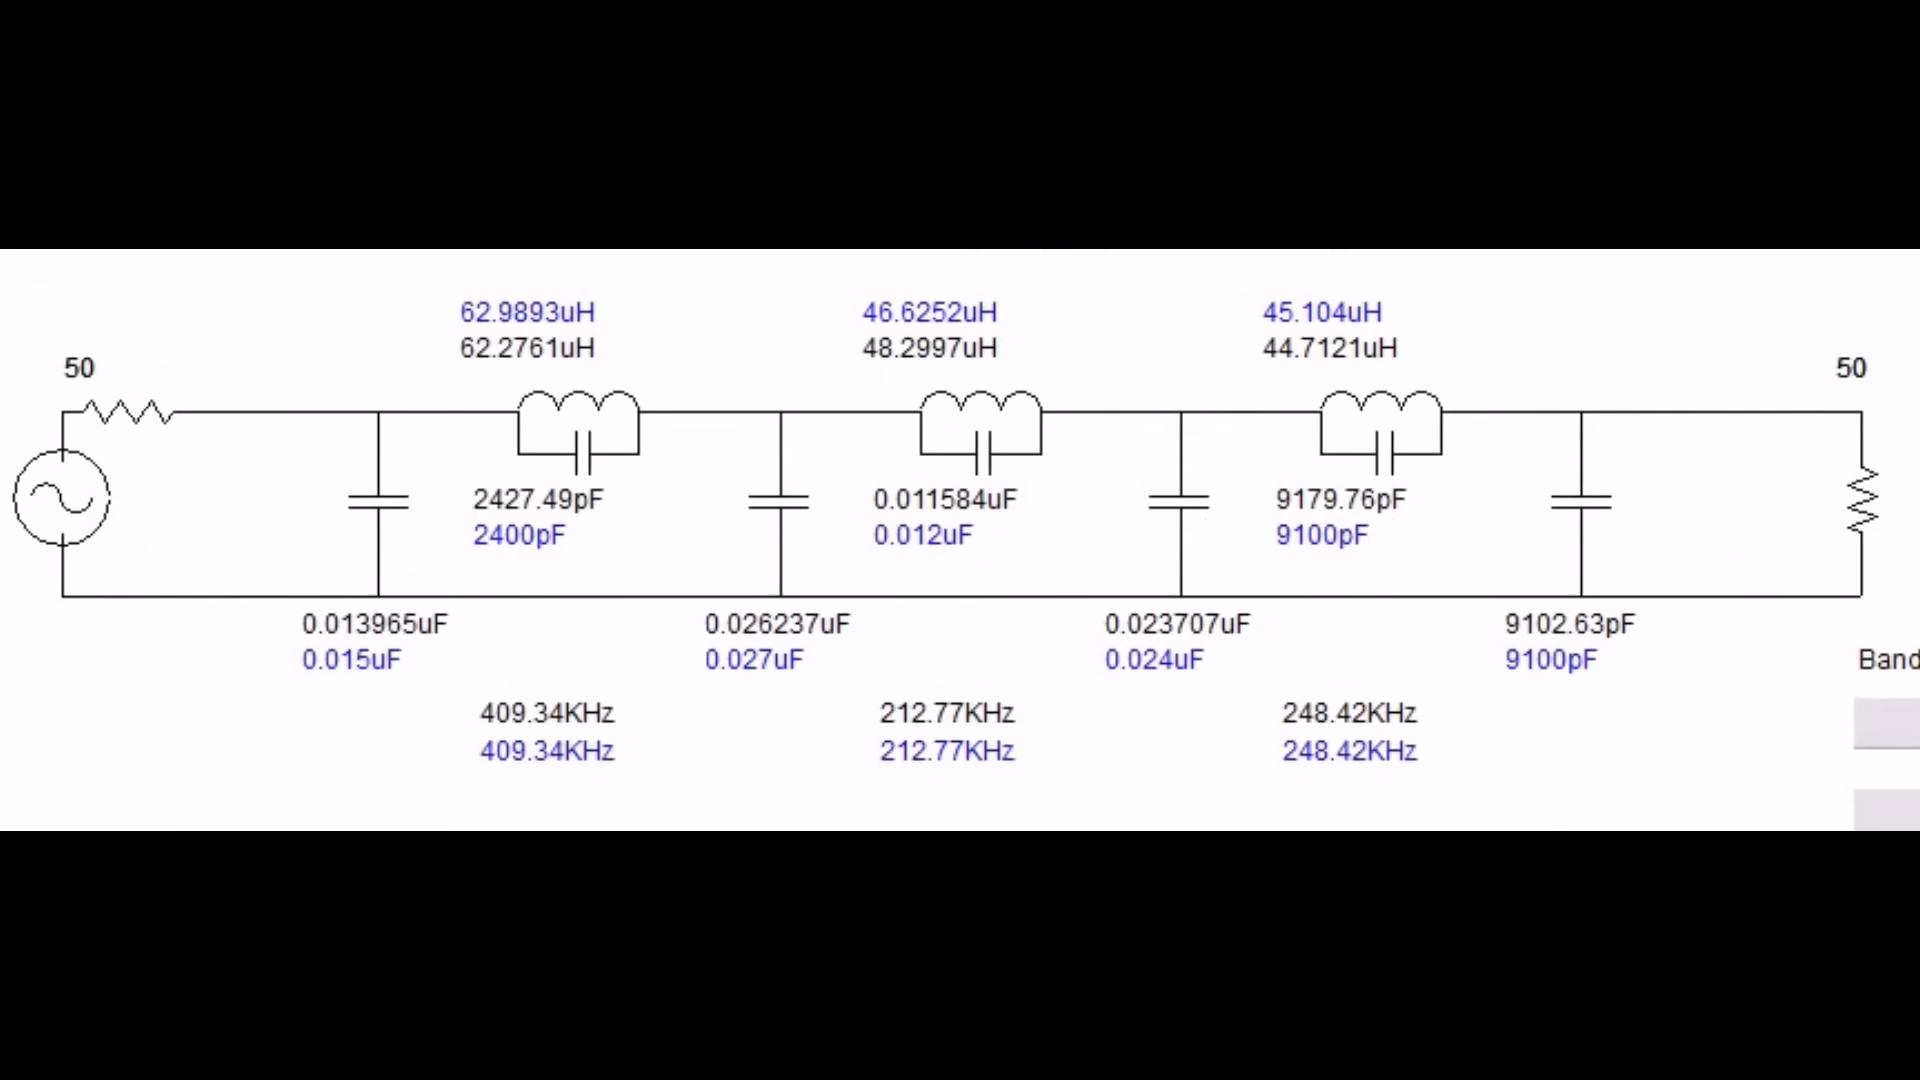 62.9893uH
62.2761uH
46.6252uH
48.2997uH
45.104uH
44.7121uH
50
50
2427.49pF
2400pF
0.011584uF
0.012uF
9179.76pF
9100pF
0.013965uF
0.015uF
0.026237uF
0.027uF
0.023707uF
0.024uF
9102.63pF
9100pF
Band
409.34KHz
409.34KHz
212.77KHz
212.77KHz
248.42KHz
248.42KHz